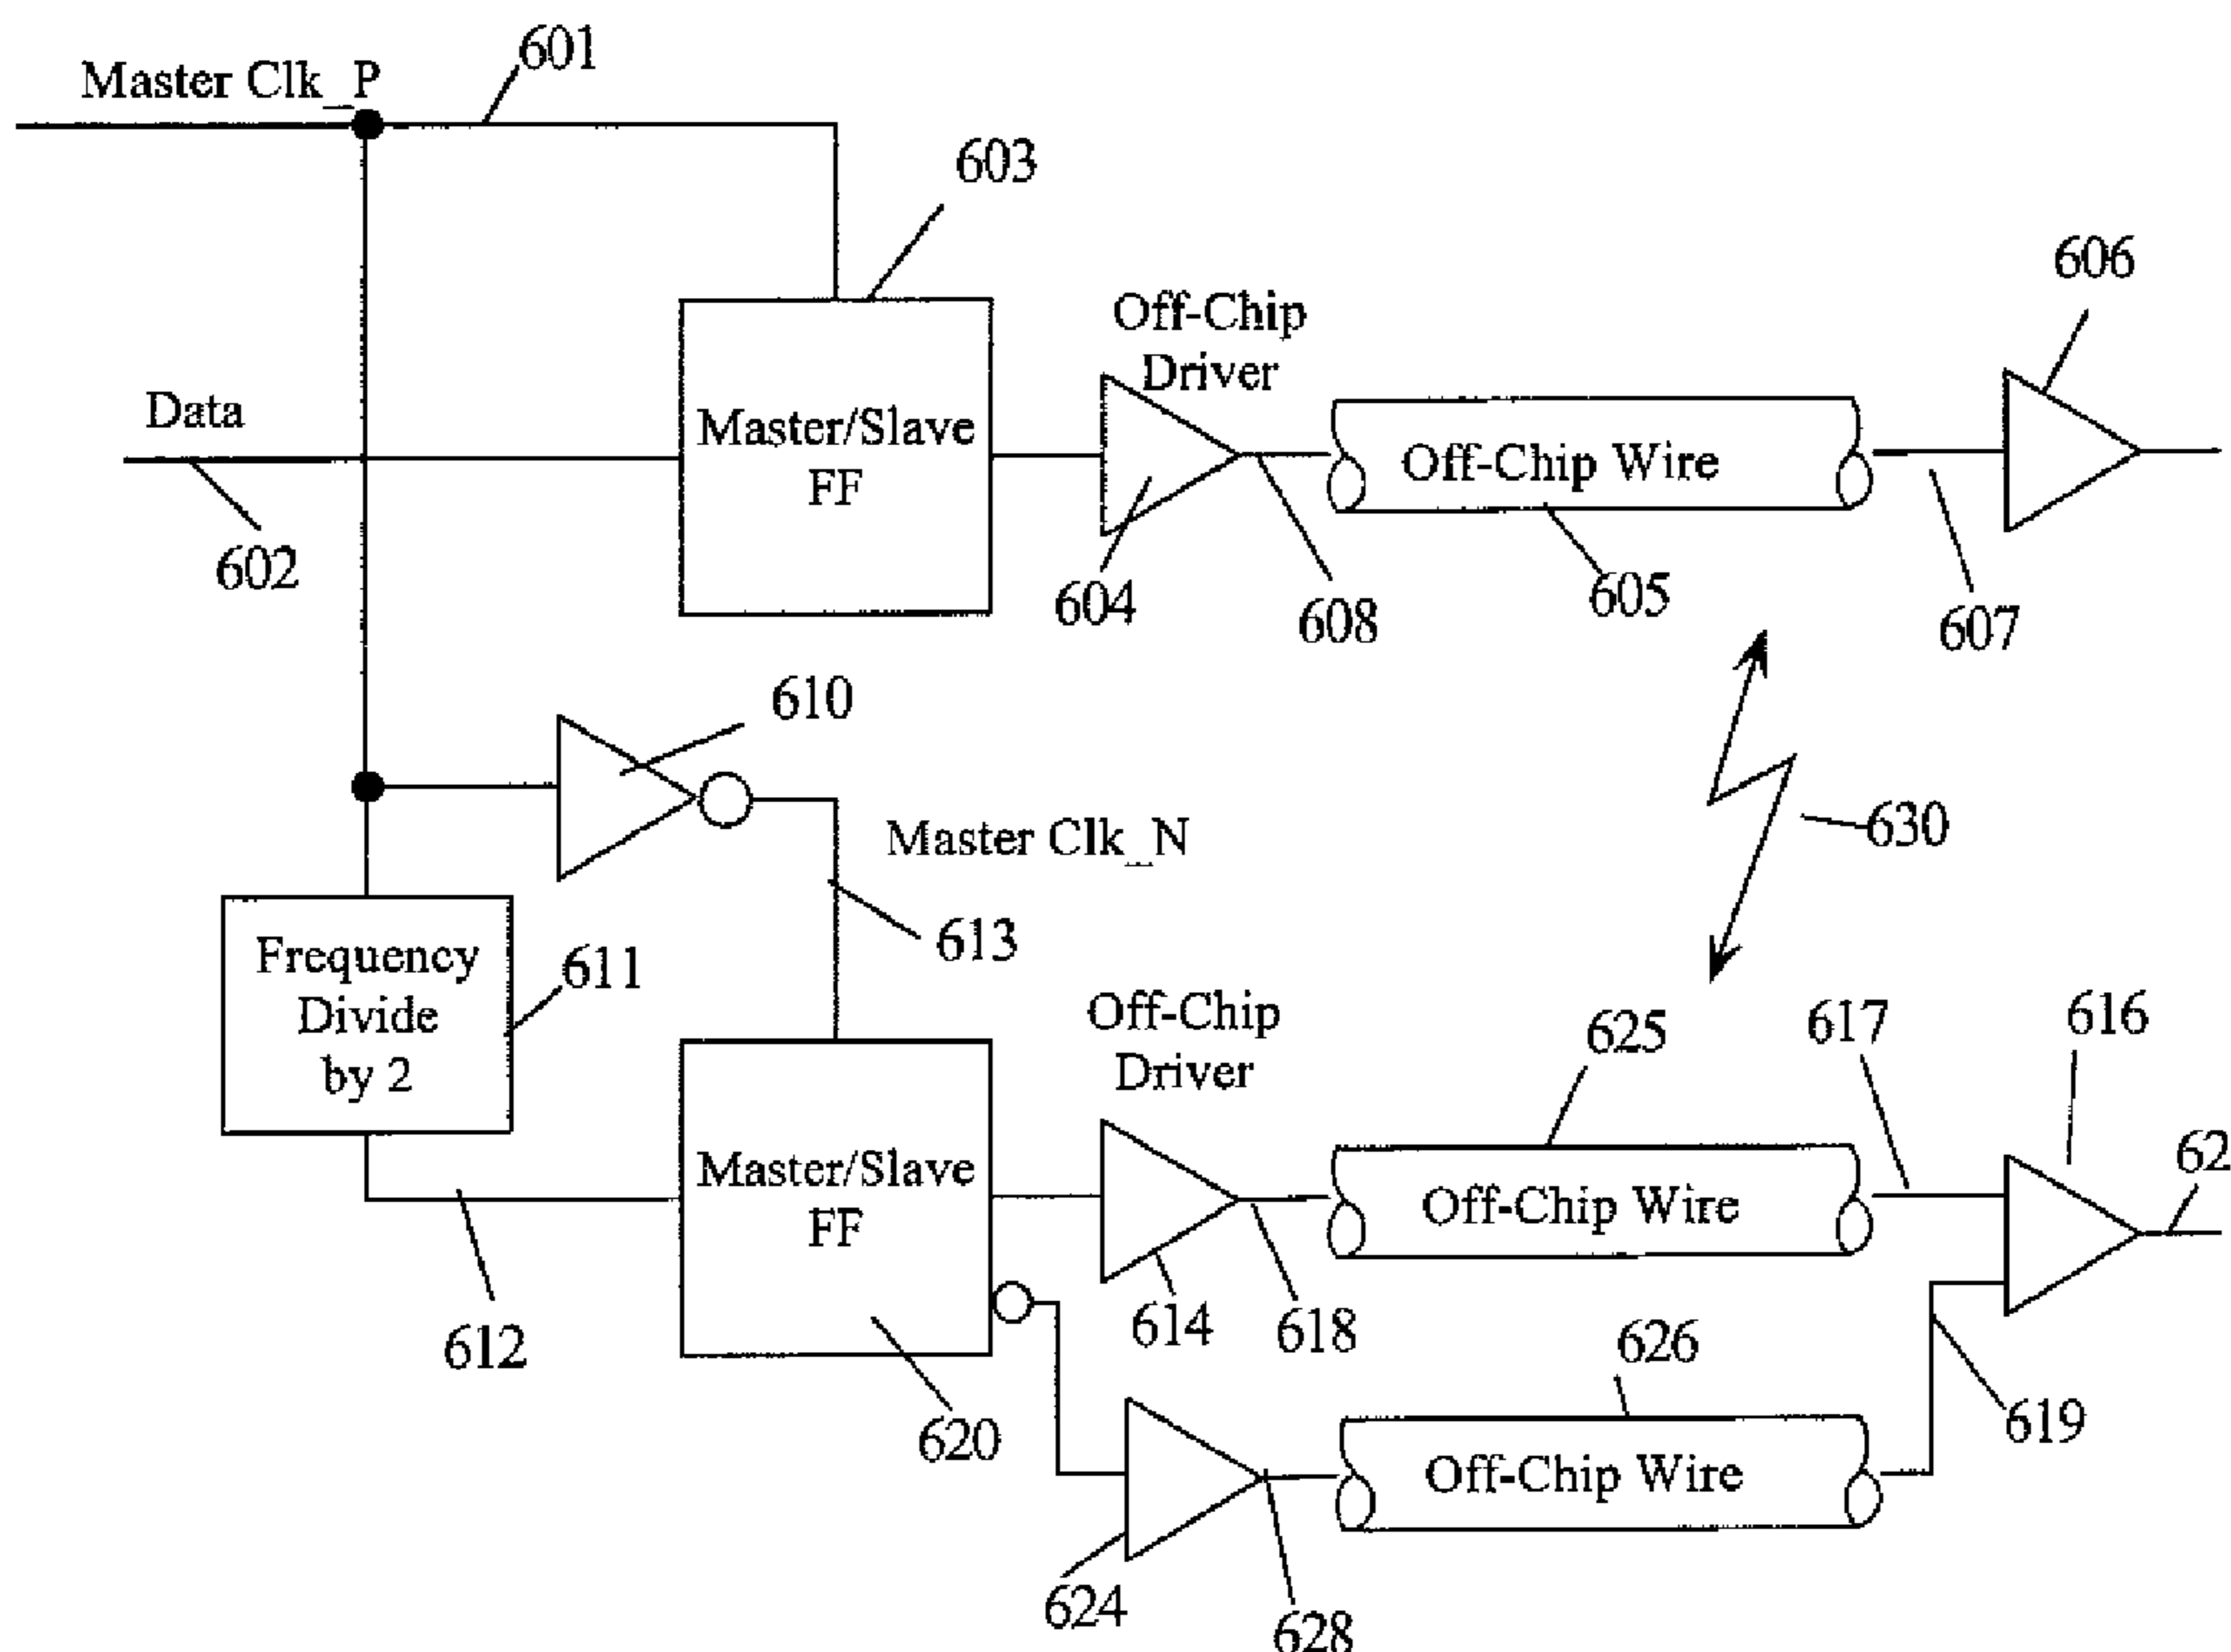 601
Master Clk_P
603
606
Off-Chip
Driver
Data
Master/Slave
FF
Off-Chip Wire
602
604
608
605
607
610
Master Clk_N
630
613
Frequency
Divide
by 2
611
Off-Chip
Driver
625
617
616
62
Master/Slave
FF
Off-Chip Wire
612
614
618
626
619
620
Off-Chip Wire
624
628